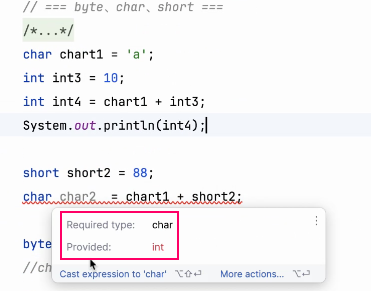 // === byte、char、short ===
/*...*/
char chart1 = 'a';
int int3 = 10;
int int4 = chart1 + int3;
System.out.println(int4);
short short2 = 88;
char char2  = chart1 + short2;
Required type: char
Provided: int
byte
Cast expression to 'char' ⌥⇧⏎ More actions... ⌥⏎
//ch